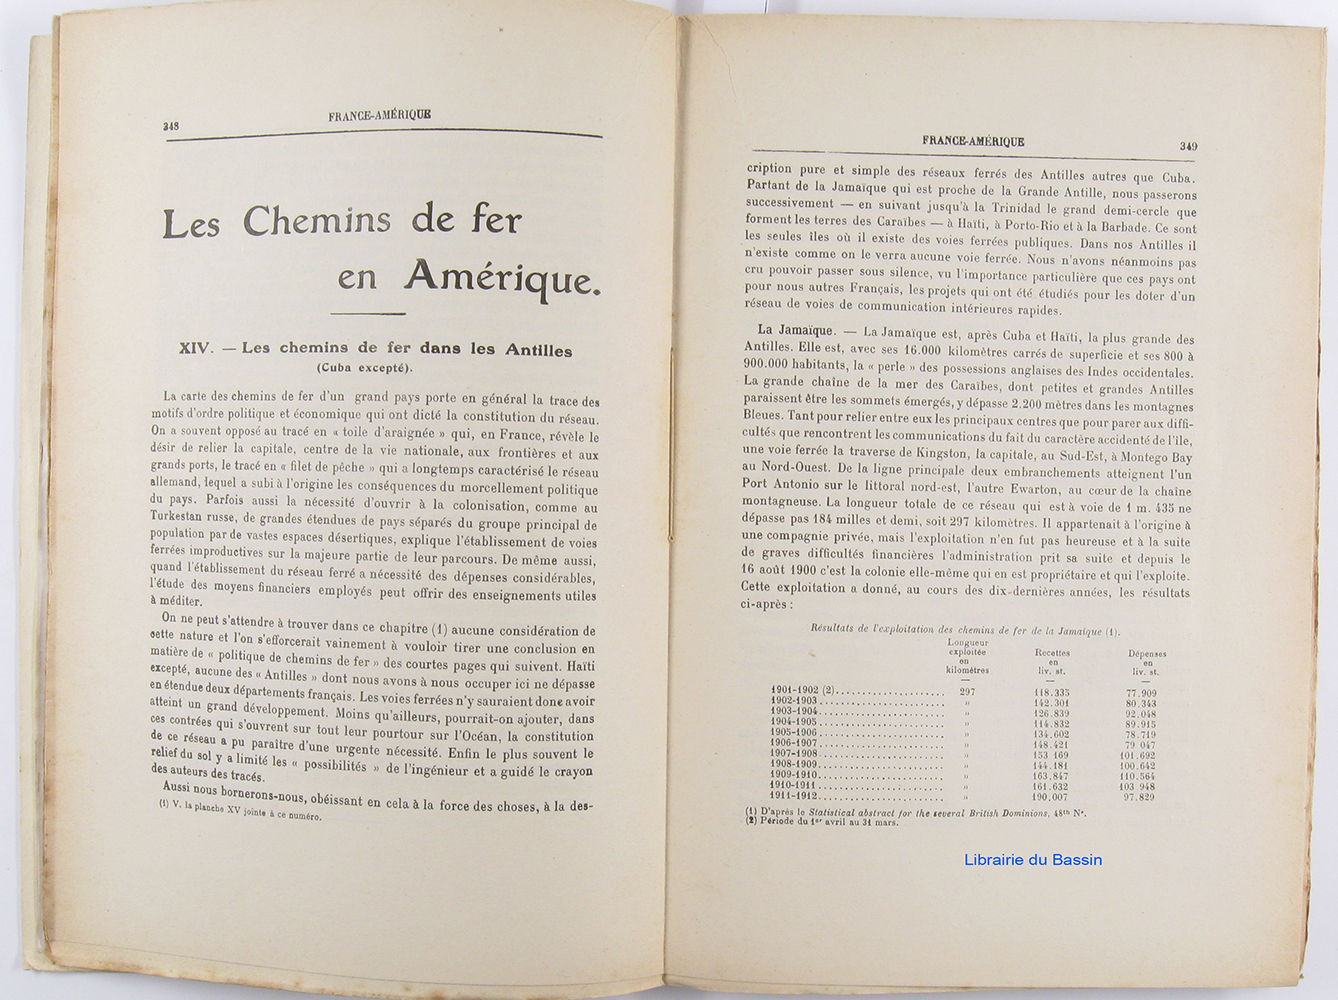 348
FRANCE-AMÉRIQUE
Les Chemins de fer
en Amérique.
XIV. — Les chemins de fer dans les Antilles
(Cuba excepté).
La carte des chemins de fer d'un grand pays porte en général la trace des
motifs d'ordre politique et économique qui ont dicté la constitution du réseau.
On a souvent opposé au tracé en « toile d'araignée » qui, en France, révèle le
désir de relier la capitale, centre de la vie nationale, aux frontières et aux
grands ports, le tracé en « filet de pêche » qui a longtemps caractérisé le réseau
allemand, lequel a subi à l'origine les conséquences du morcellement politique
du pays. Parfois aussi la nécessité d'ouvrir à la colonisation, comme au
Turkestan russe, de grandes étendues de pays séparés du groupe principal de
population par de vastes espaces désertiques, explique l'établissement de voies
ferrées improductives sur la majeure partie de leur parcours. De même aussi,
quand l'établissement du réseau ferré a nécessité des dépenses considérables,
l'étude des moyens financiers employés peut offrir des enseignements utiles
à méditer.
On ne peut s'attendre à trouver dans ce chapitre (1) aucune considération de
cette nature et l'on s'efforcerait vainement à vouloir tirer une conclusion en
matière de « politique de chemins de fer » des courtes pages qui suivent. Haïti
excepté, aucune des « Antilles » dont nous avons à nous occuper ici ne dépasse
en étendue deux départements français. Les voies ferrées n'y sauraient donc avoir
atteint un grand développement. Moins qu'ailleurs, pourrait-on ajouter, dans
ces contrées qui s'ouvrent sur tout leur pourtour sur l'Océan, la constitution
de ce réseau a pu paraître d'une urgente nécessité. Enfin le plus souvent le
relief du sol y a limité les « possibilités » de l'ingénieur et a guidé le crayon
des auteurs des tracés.
Aussi nous bornerons-nous, obéissant en cela à la force des choses, à la des-
(1) V. la planche XV jointe à ce numéro.
FRANCE-AMÉRIQUE
349
cription pure et simple des réseaux ferrés des Antilles autres que Cuba.
Partant de la Jamaïque qui est proche de la Grande Antille, nous passerons
successivement — en suivant jusqu'à la Trinidad le grand demi-cercle que
forment les terres des Caraïbes — à Haïti, à Porto-Rio et à la Barbade. Ce sont
les seules îles où il existe des voies ferrées publiques. Dans nos Antilles il
n'existe comme on le verra aucune voie ferrée. Nous n'avons néanmoins pas
cru pouvoir passer sous silence, vu l'importance particulière que ces pays ont
pour nous autres Français, les projets qui ont été étudiés pour les doter d'un
réseau de voies de communication intérieures rapides.
La Jamaïque. — La Jamaïque est, après Cuba et Haïti, la plus grande des
Antilles. Elle est, avec ses 16.000 kilomètres carrés de superficie et ses 800 à
900.000 habitants, la « perle » des possessions anglaises des Indes occidentales.
La grande chaîne de la mer des Caraïbes, dont petites et grandes Antilles
paraissent être les sommets émergés, y dépasse 2.200 mètres dans les montagnes
Bleues. Tant pour relier entre eux les principaux centres que pour parer aux diffi-
cultés que rencontrent les communications du fait du caractère accidenté de l'île,
une voie ferrée la traverse de Kingston, la capitale, au Sud-Est, à Montego Bay
au Nord-Ouest. De la ligne principale deux embranchements atteignent l'un
Port Antonio sur le littoral nord-est, l'autre Ewarton, au cœur de la chaîne
montagneuse. La longueur totale de ce réseau qui est à voie de 1 m. 435 ne
dépasse pas 184 milles et demi, soit 297 kilomètres. Il appartenait à l'origine à
une compagnie privée, mais l'exploitation n'en fut pas heureuse et à la suite
de graves difficultés financières l'administration prit sa suite et depuis le
16 août 1900 c'est la colonie elle-même qui en est propriétaire et qui l'exploite.
Cette exploitation a donné, au cours des dix-dernières années, les résultats
ci-après :
Résultats de l'exploitation des chemins de fer de la Jamaïque (1).
Longueur exploitée en kilomètres Recettes en liv. st. Dépenses en liv. st.
1901-1902 (2).................... 297 118.335 77.909
1902-1903........................ » 142.301 80.343
1903-1904........................ » 126.839 92.048
1904-1905........................ » 114.832 89.915
1905-1906........................ » 134.602 78.719
1906-1907........................ » 148.421 79 047
1907-1908........................ » 153 169 101.692
1908-1909........................ » 144.181 100.642
1909-1910........................ » 163.847 110.564
1910-1911........................ » 161.632 103 948
1911-1912........................ » 190.007 97.829
(1) D'après le Statistical abstract for the several British Dominions, 48th N°.
(2) Période du 1er avril au 31 mars.
Librairie du Bassin